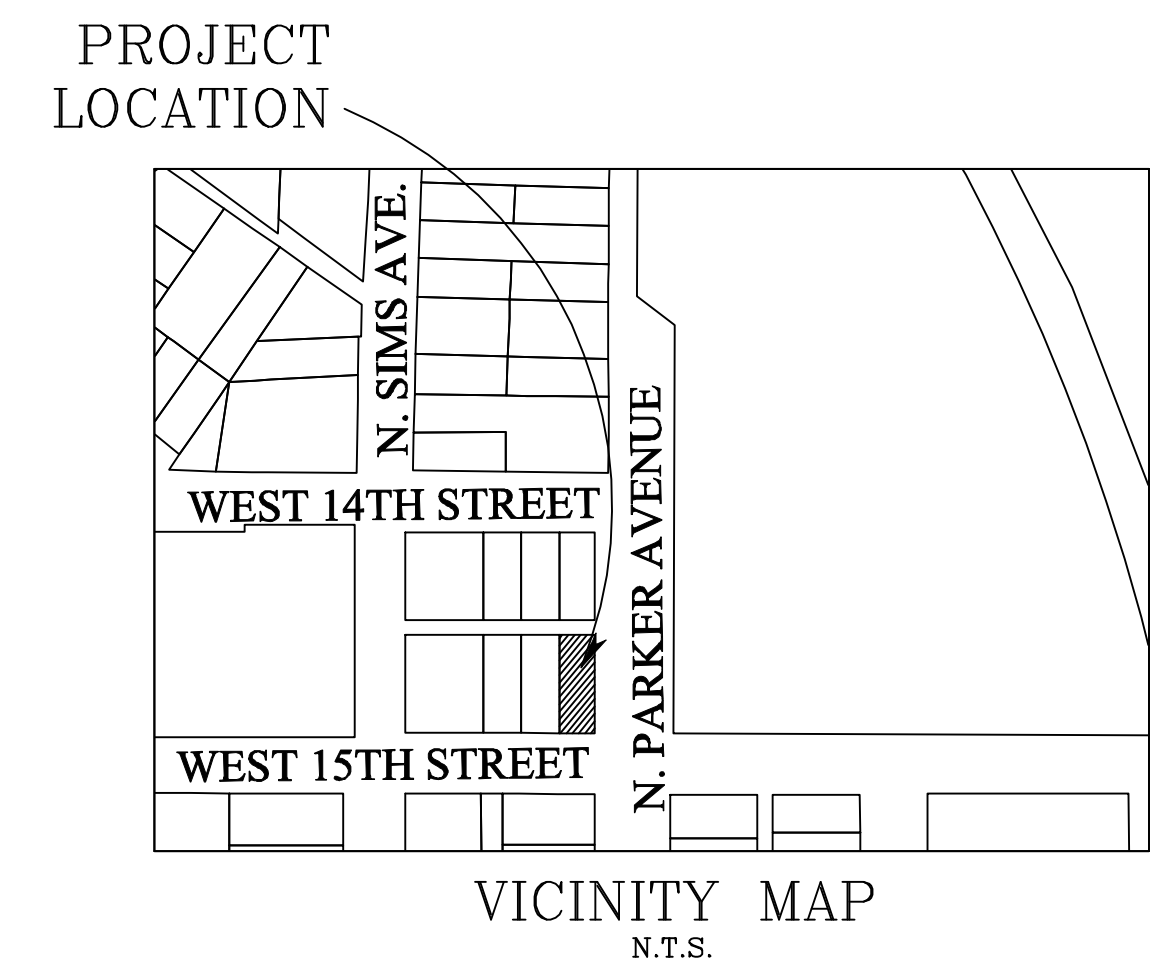 PROJECT
LOCATION
N. SIMS AVE.
N. PARKER AVENUE
WEST 14TH STREET
WEST 15TH STREET
VICINITY MAP
N.T.S.